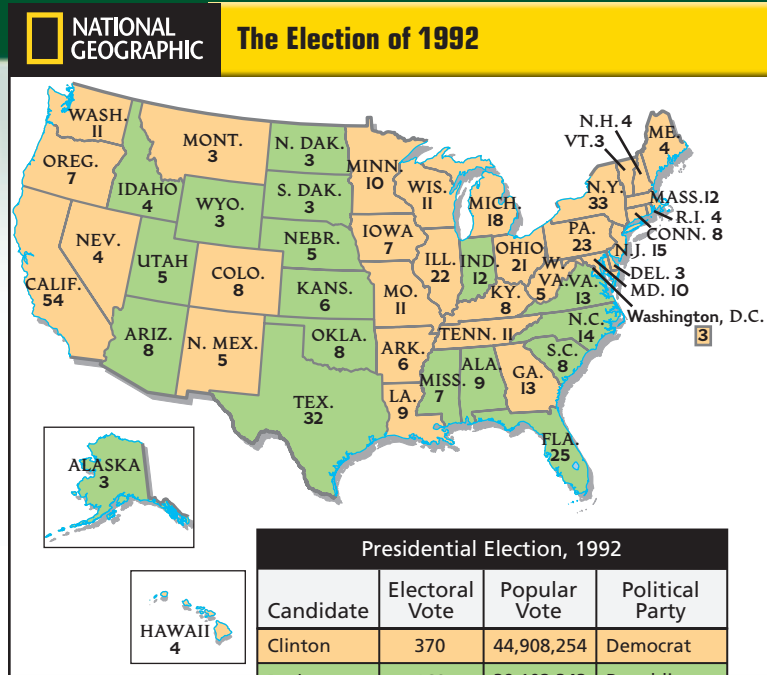 NATIONAL
GEOGRAPHIC
The Election of 1992
WASH.
11
OREG.
7
CALIF.
54
NEV.
4
IDAHO
4
MONT.
3
WYO.
3
UTAH
5
COLO.
8
ARIZ.
8
N. MEX.
5
N. DAK.
3
S. DAK.
3
NEBR.
5
KANS.
6
OKLA.
8
TEX.
32
MINN.
10
IOWA
7
MO.
11
ARK.
6
LA.
9
WIS.
11
ILL.
22
MICH.
18
IND.
12
OHIO
21
KY.
8
TENN. 11
MISS.
7
ALA.
9
GA.
13
FLA.
25
S.C.
8
N.C.
14
VA.
13
W.
VA.
5
PA.
23
N.Y.
33
VT.3
N.H. 4
ME.
4
MASS.12
R.I. 4
CONN. 8
N.J. 15
DEL. 3
MD. 10
Washington, D.C.
3
ALASKA
3
HAWAII
4
Presidential Election, 1992
Candidate
Electoral
Vote
Popular
Vote
Political
Party
Clinton 370 44,908,254 Democrat